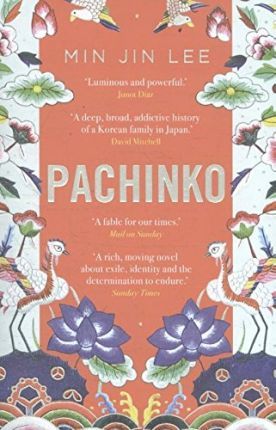 MIN JIN LEE
‘Luminous and powerful.’
Junot Díaz
‘A deep, broad, addictive history
of a Korean family in Japan.’
David Mitchell
PACHINKO
‘A fable for our times.’
Mail on Sunday
‘A rich, moving novel
about exile, identity and the
determination to endure.’
Sunday Times